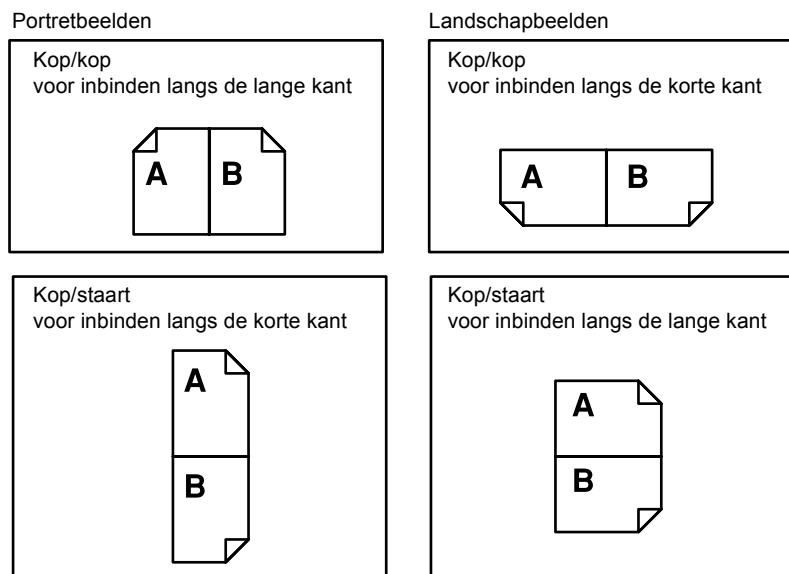 Portretbeelden
Kop/kop
voor inbinden langs de lange kant
A B
Landschapbeelden
Kop/kop
voor inbinden langs de korte kant
A B
Kop/staart
voor inbinden langs de korte kant
A
B
Kop/staart
voor inbinden langs de lange kant
A
B